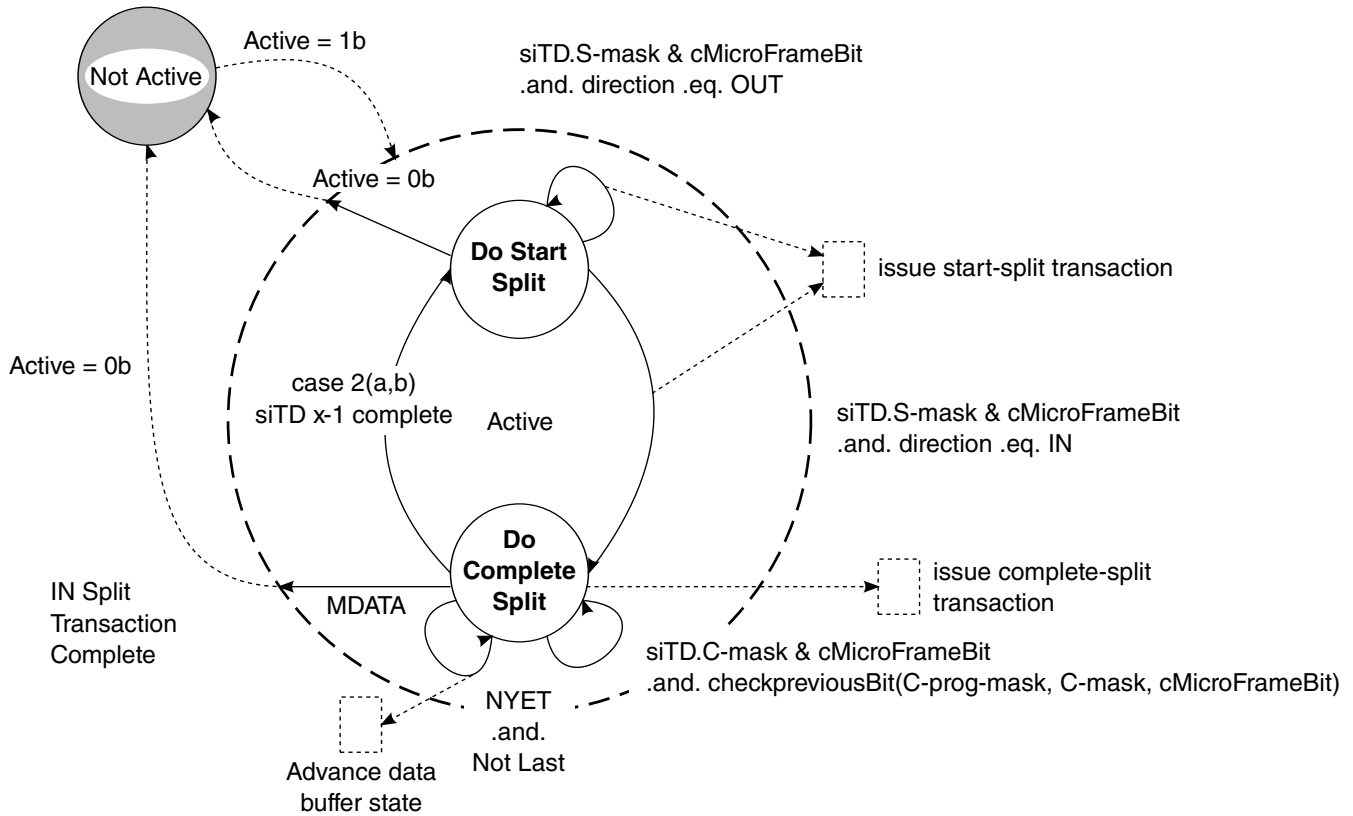 Active = 1b
siTD.S-mask & cMicroFrameBit
.and. direction .eq. OUT
Not Active
Active = 0b
Do Start
Split
issue start-split transaction
Active = 0b
case 2(a,b)
siTD x-1 complete
Active
siTD.S-mask & cMicroFrameBit
.and. direction .eq. IN
Do
Complete
Split
issue complete-split
transaction
IN Split
Transaction
Complete
MDATA
siTD.C-mask & cMicroFrameBit
.and. checkpreviousBit(C-prog-mask, C-mask, cMicroFrameBit)
NYET
.and.
Not Last
Advance data
buffer state